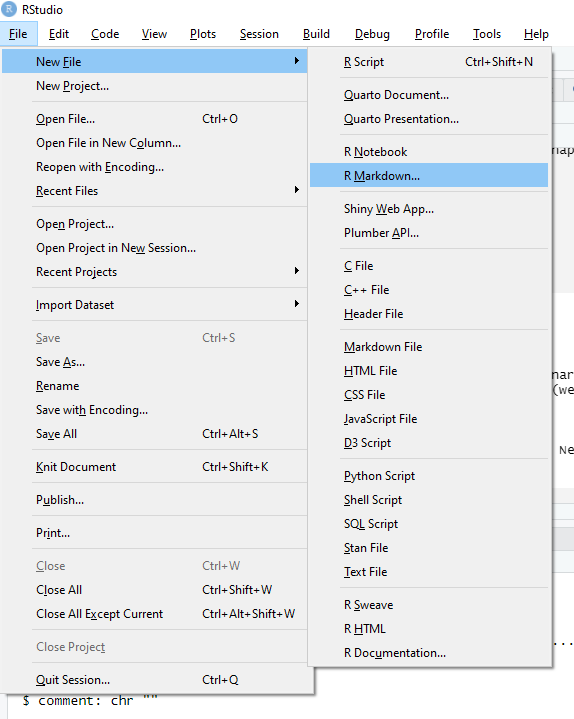 RStudio
File Edit Code View Plots Session Build Debug Profile Tools Help
New File
New Project...
Open File... Ctrl+O
Open File in New Column...
Reopen with Encoding...
Recent Files
Open Project...
Open Project in New Session...
Recent Projects
Import Dataset
Save Ctrl+S
Save As...
Rename
Save with Encoding...
Save All Ctrl+Alt+S
Knit Document Ctrl+Shift+K
Publish...
Print...
Close Ctrl+W
Close All Ctrl+Shift+W
Close All Except Current Ctrl+Alt+Shift+W
Close Project
Quit Session... Ctrl+Q
R Script Ctrl+Shift+N
Quarto Document...
Quarto Presentation...
R Notebook
R Markdown...
Shiny Web App...
Plumber API...
C File
C++ File
Header File
Markdown File
HTML File
CSS File
JavaScript File
D3 Script
Python Script
Shell Script
SQL Script
Stan File
Text File
R Sweave
R HTML
R Documentation...
$ comment: chr ""